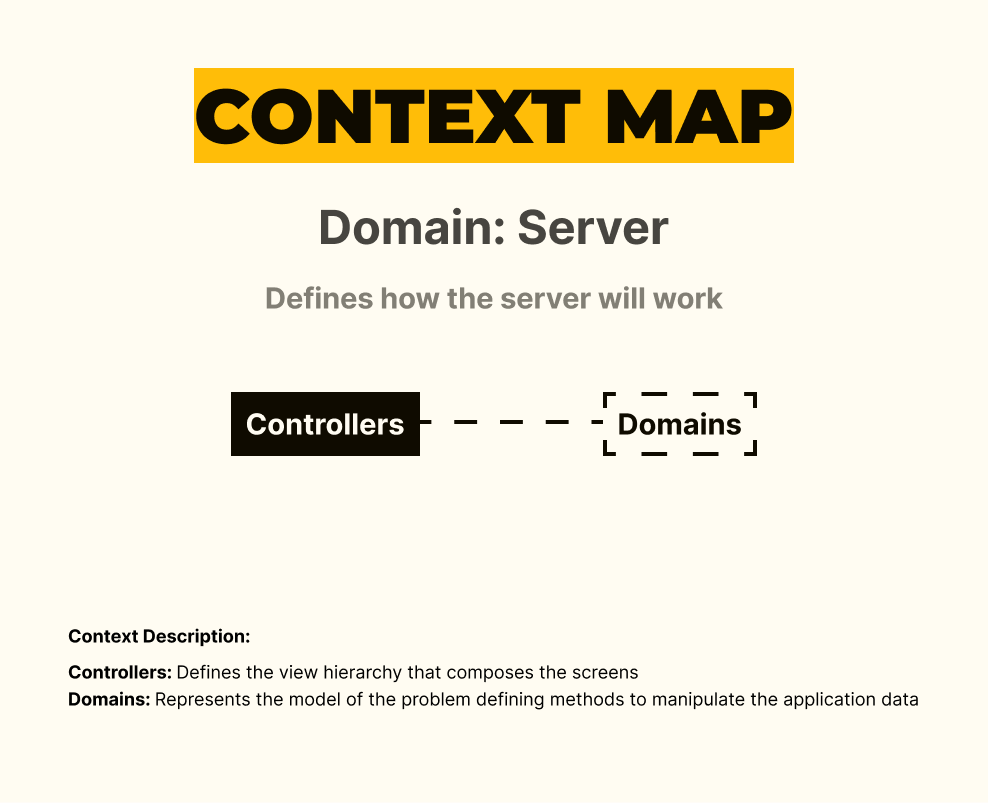 CONTEXT MAP
Domain: Server
Defines how the server will work
Controllers
Domains
Context Description:
Controllers: Defines the view hierarchy that composes the screens
Domains: Represents the model of the problem defining methods to manipulate the application data